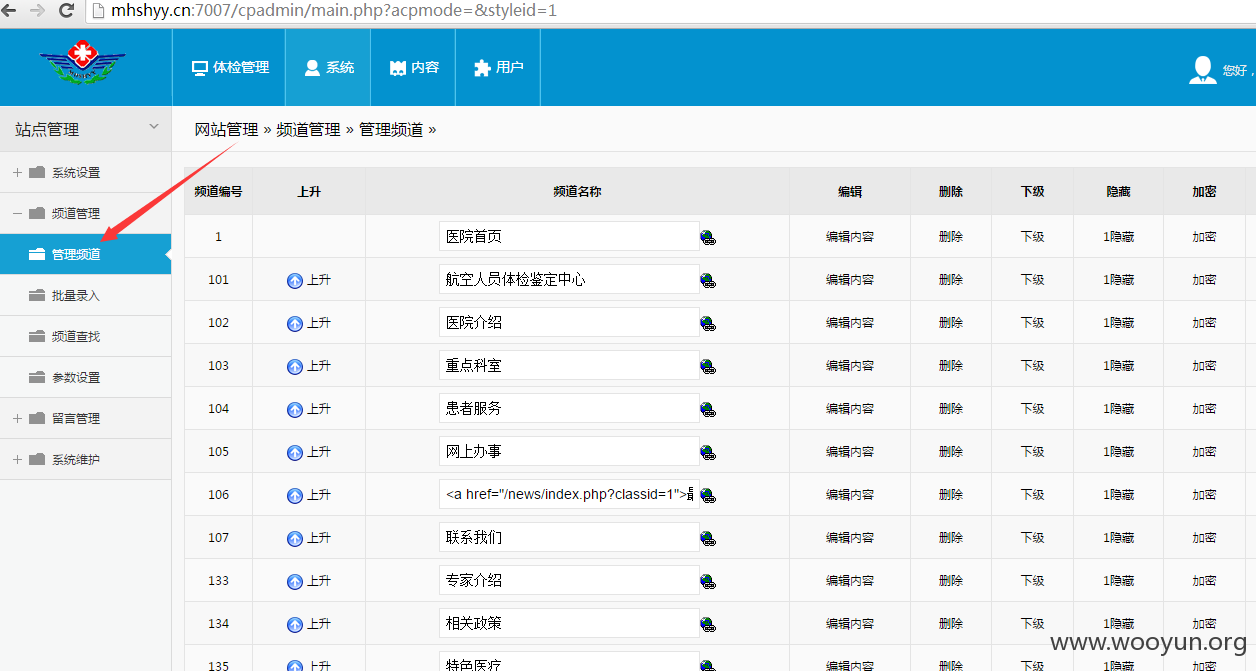 mhshyy.cn:7007/cpadmin/main.php?acpmode=&styleid=1
体检管理 系统 内容 用户 您好，
站点管理 网站管理 » 频道管理 » 管理频道 »
系统设置
频道管理
管理频道
批量录入
频道查找
参数设置
留言管理
系统维护
频道编号 上升 频道名称 编辑 删除 下级 隐藏 加密
1 医院首页 编辑内容 删除 下级 1隐藏 加密
101 上升 航空人员体检鉴定中心 编辑内容 删除 下级 1隐藏 加密
102 上升 医院介绍 编辑内容 删除 下级 1隐藏 加密
103 上升 重点科室 编辑内容 删除 下级 1隐藏 加密
104 上升 患者服务 编辑内容 删除 下级 1隐藏 加密
105 上升 网上办事 编辑内容 删除 下级 1隐藏 加密
106 上升 <a href="/news/index.php?classid=1"> 编辑内容 删除 下级 1隐藏 加密
107 上升 联系我们 编辑内容 删除 下级 1隐藏 加密
133 上升 专家介绍 编辑内容 删除 下级 1隐藏 加密
134 上升 相关政策 编辑内容 删除 下级 1隐藏 加密
135 上升 特色医疗 编辑内容 删除 下级 1隐藏 加密
www.wooyun.org